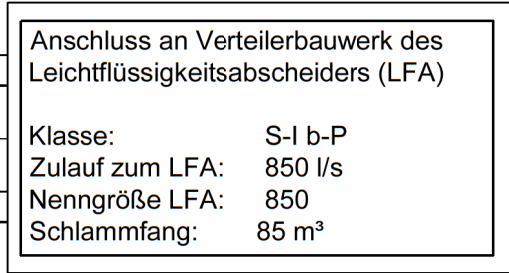 Anschluss an Verteilerbauwerk des
Leichtflüssigkeitsabscheiders (LFA)
Klasse: S-I b-P
Zulauf zum LFA: 850 l/s
Nenngröße LFA: 850
Schlammfang: 85 m³